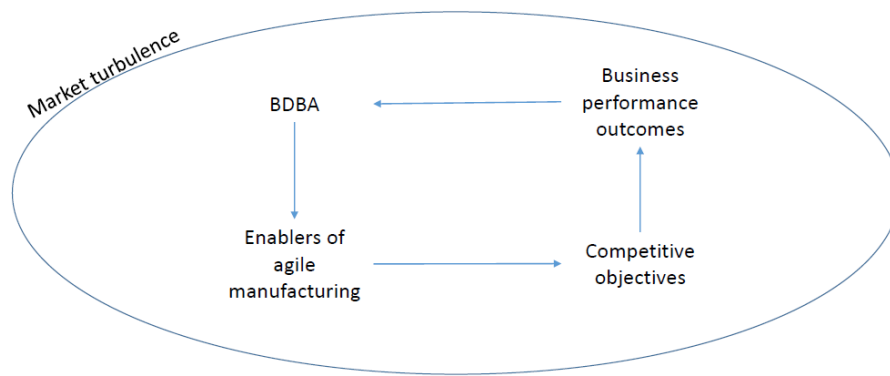 Market turbulence
BDBA
Business
performance
outcomes
Enablers of
agile
manufacturing
Competitive
objectives